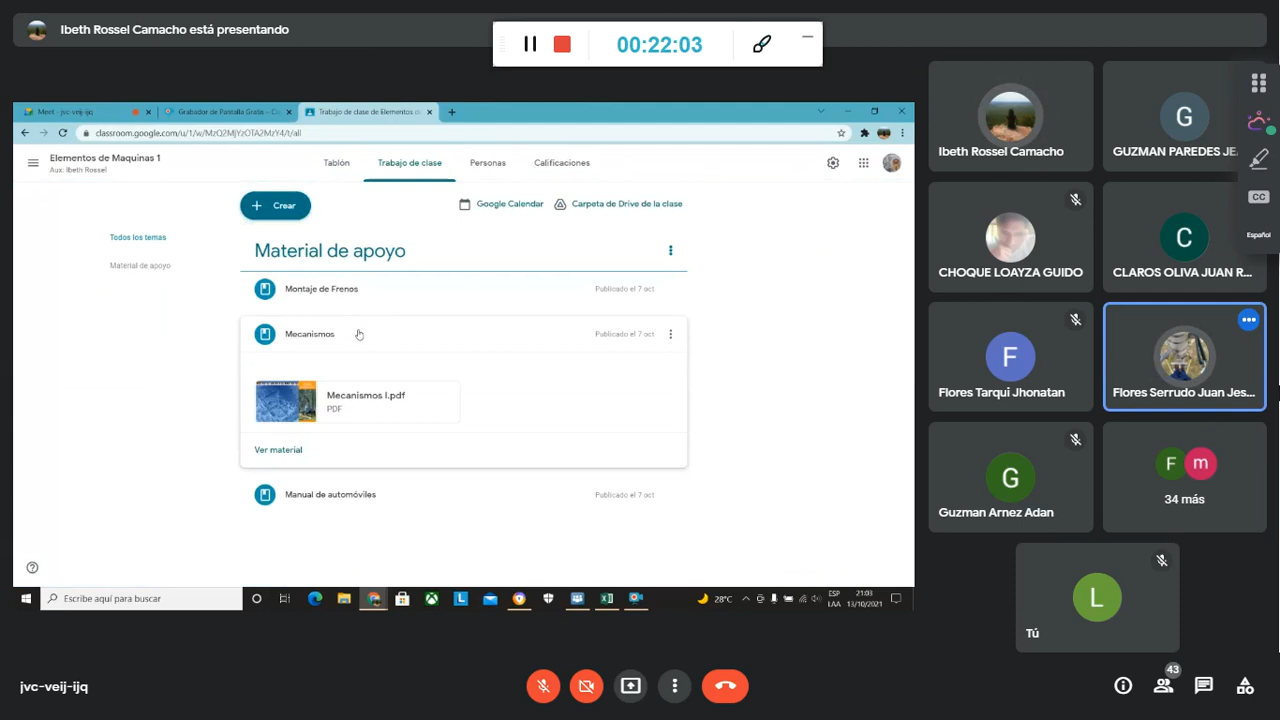 Ibeth Rossel Camacho está presentando
00:22:03
Meet - jvc-veij-ijq
Grabador de Pantalla Gratis – Co
Trabajo de clase de Elementos d
classroom.google.com/u/1/w/MzQ2MjYzOTA2MzY4/t/all
Elementos de Maquinas 1
Aux: Ibeth Rossel
Tablón
Trabajo de clase
Personas
Calificaciones
Crear
Google Calendar
Carpeta de Drive de la clase
Todos los temas
Material de apoyo
Material de apoyo
Montaje de Frenos
Publicado el 7 oct
Mecanismos
Publicado el 7 oct
Mecanismos I.pdf
PDF
Ver material
Manual de automóviles
Publicado el 7 oct
Escribe aquí para buscar
28°C
ESP
LAA
21:03
13/10/2021
Ibeth Rossel Camacho
G
GUZMAN PAREDES JE
CHOQUE LOAYZA GUIDO
C
CLAROS OLIVA JUAN R...
F
Flores Tarqui Jhonatan
Flores Serrudo Juan Jes...
G
Guzman Arnez Adan
F
m
34 más
L
Tú
CC
Español
jvc-veij-ijq
43